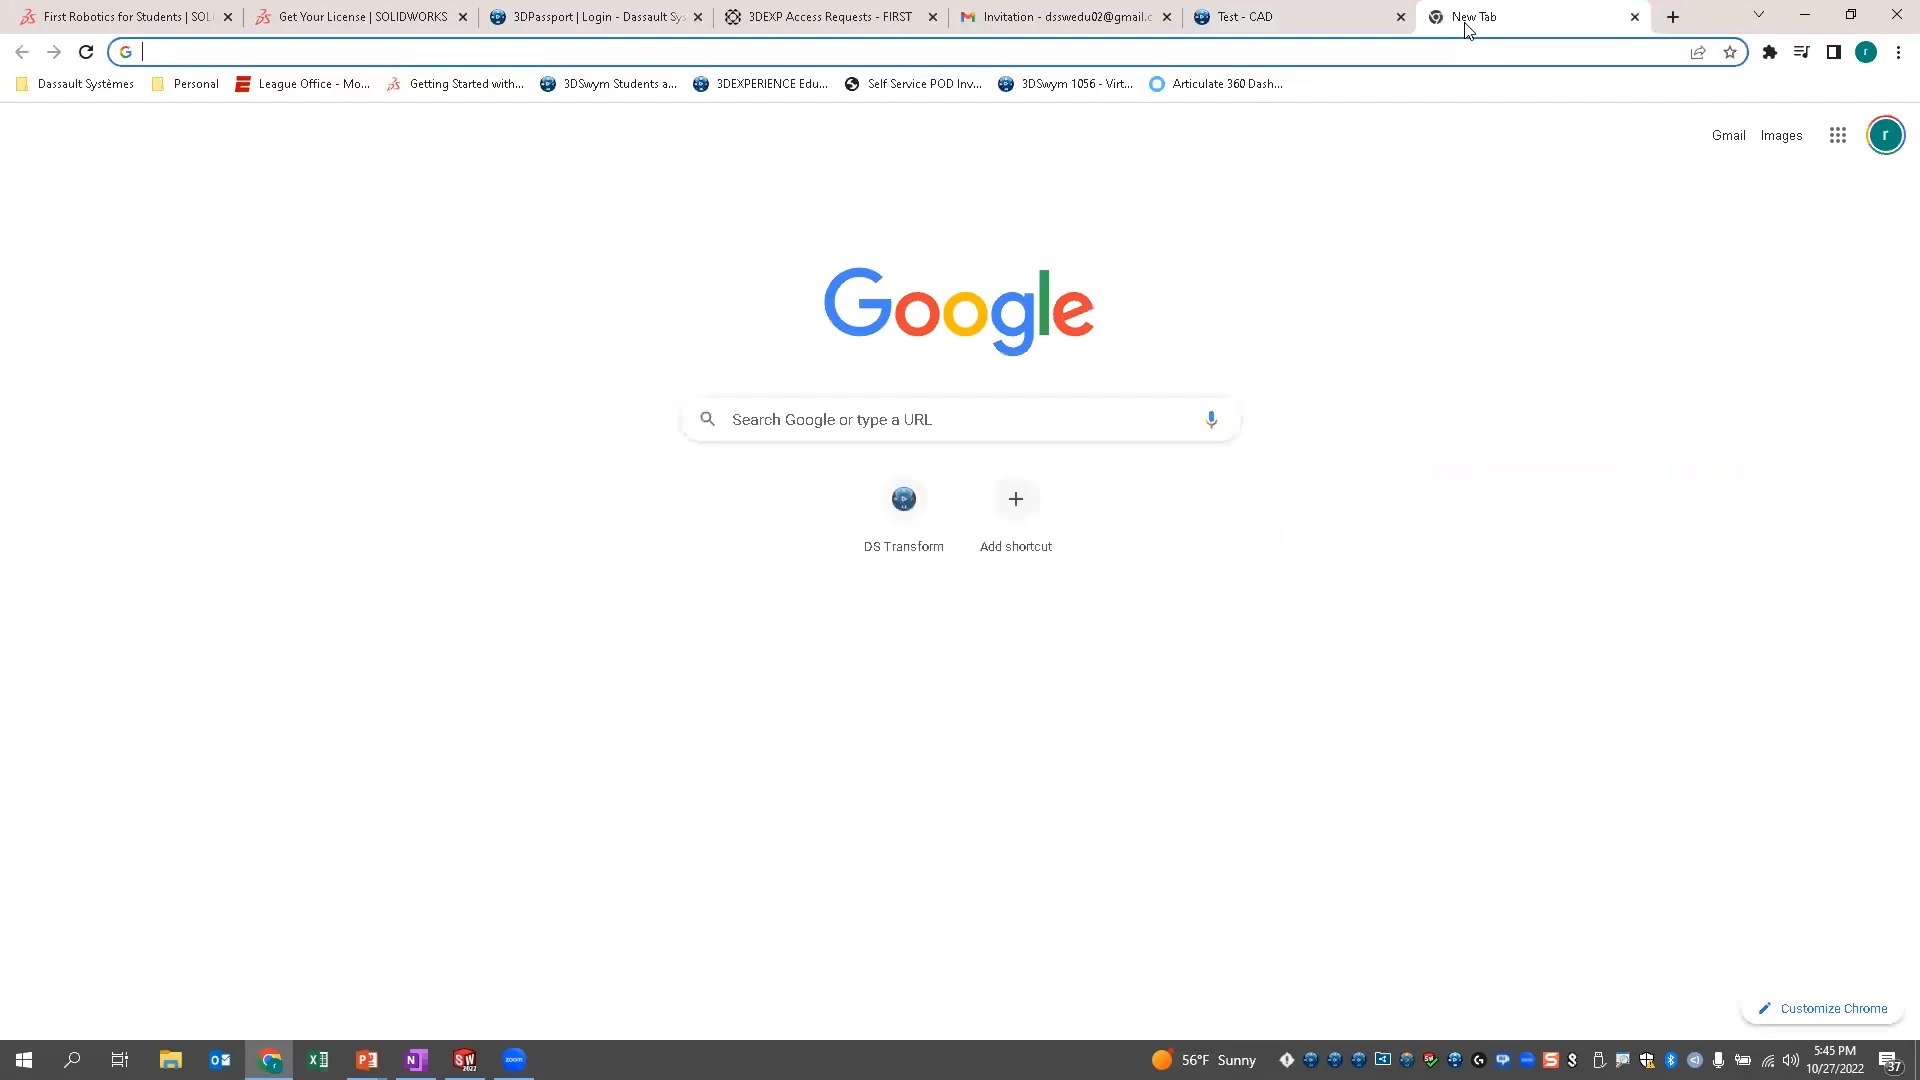 First Robotics for Students | SOLI
Get Your License | SOLIDWORKS
3DPassport | Login - Dassault Sys
3DEXP Access Requests - FIRST
Invitation - dsswedu02@gmail.c
Test - CAD
New Tab
Dassault Systèmes
Personal
League Office - Mo...
Getting Started with...
3DSwym Students a...
3DEXPERIENCE Edu...
Self Service POD Inv...
3DSwym 1056 - Virt...
Articulate 360 Dash...
Gmail
Images
r
Google
Search Google or type a URL
DS Transform
Add shortcut
Customize Chrome
56°F Sunny
5:45 PM
10/27/2022
37